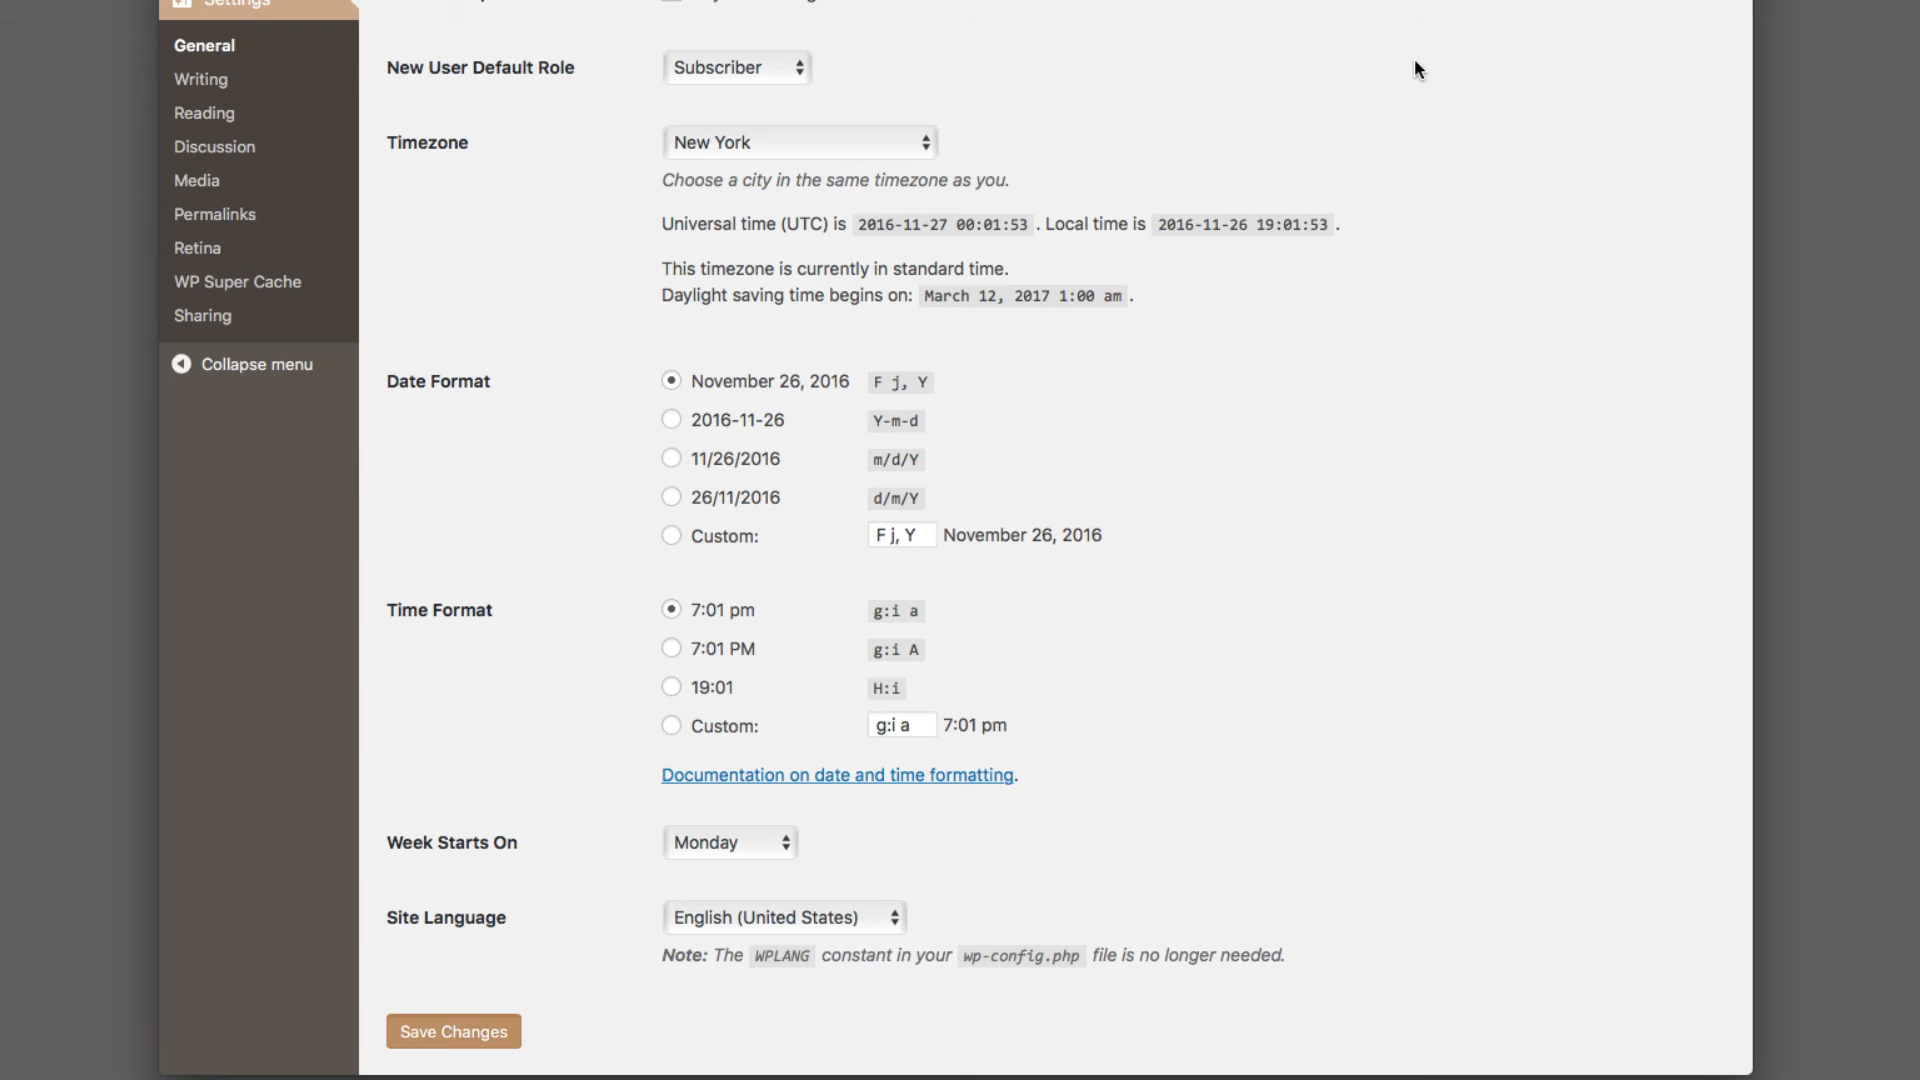 Settings
General
Writing
Reading
Discussion
Media
Permalinks
Retina
WP Super Cache
Sharing
Collapse menu
New User Default Role
Subscriber
Timezone
New York
Choose a city in the same timezone as you.
Universal time (UTC) is 2016-11-27 00:01:53 . Local time is 2016-11-26 19:01:53 .
This timezone is currently in standard time.
Daylight saving time begins on: March 12, 2017 1:00 am .
Date Format
November 26, 2016 F j, Y
2016-11-26 Y-m-d
11/26/2016 m/d/Y
26/11/2016 d/m/Y
Custom: F j, Y November 26, 2016
Time Format
7:01 pm g:i a
7:01 PM g:i A
19:01 H:i
Custom: g:i a 7:01 pm
Documentation on date and time formatting.
Week Starts On
Monday
Site Language
English (United States)
Note: The WPLANG constant in your wp-config.php file is no longer needed.
Save Changes